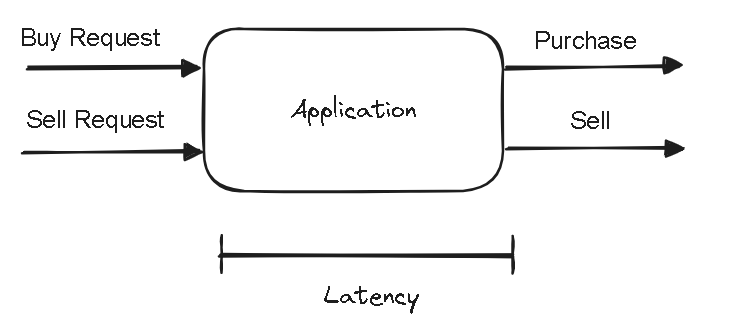 Buy Request
Purchase
Application
Sell Request
Sell
Latency